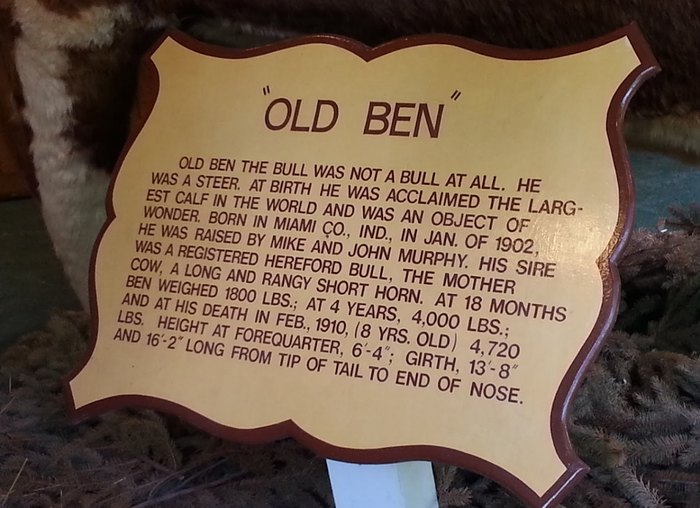 "OLD BEN"
OLD BEN THE BULL WAS NOT A BULL AT ALL. HE
WAS A STEER. AT BIRTH HE WAS ACCLAIMED THE LARG-
EST CALF IN THE WORLD AND WAS AN OBJECT OF
WONDER. BORN IN MIAMI CO., IND., IN JAN. OF 1902,
HE WAS RAISED BY MIKE AND JOHN MURPHY. HIS SIRE
WAS A REGISTERED HEREFORD BULL, THE MOTHER
COW, A LONG AND RANGY SHORT HORN. AT 18 MONTHS
BEN WEIGHED 1800 LBS.; AT 4 YEARS, 4,000 LBS.;
AND AT HIS DEATH IN FEB., 1910, (8 YRS. OLD) 4,720
LBS. HEIGHT AT FOREQUARTER, 6'-4"; GIRTH, 13'-8"
AND 16'-2" LONG FROM TIP OF TAIL TO END OF NOSE.